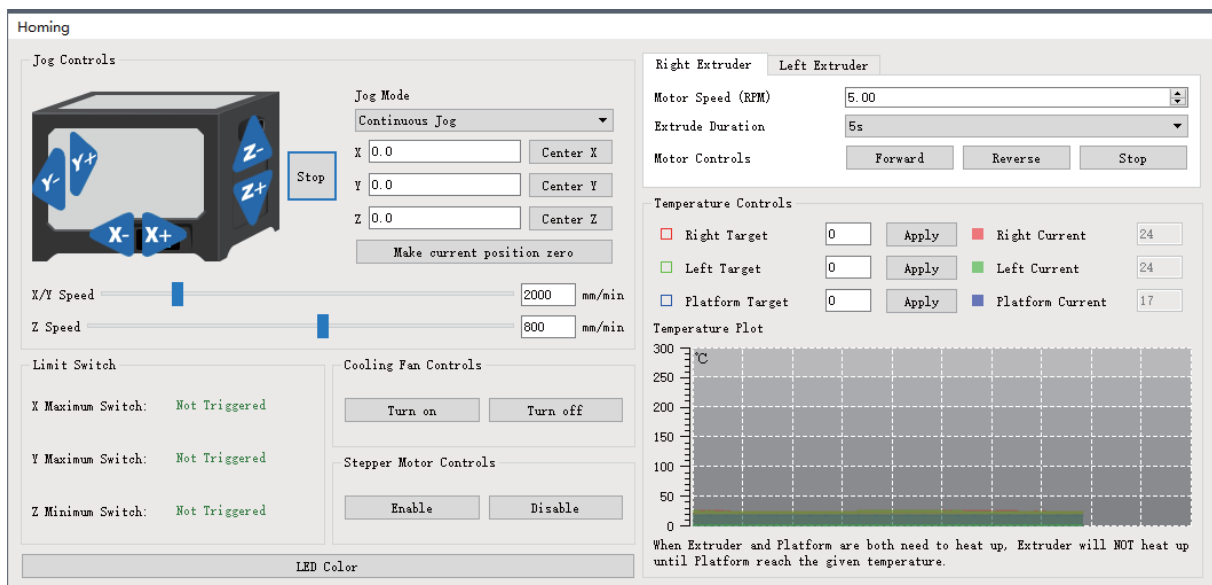 Homing
Jog Controls
Y-
Y+
Z-
Z+
X-
X+
Stop
Jog Mode
Continuous Jog
X 0.0 Center X
Y 0.0 Center Y
Z 0.0 Center Z
Make current position zero
X/Y Speed 2000 mm/min
Z Speed 800 mm/min
Limit Switch
X Maximum Switch: Not Triggered
Y Maximum Switch: Not Triggered
Z Minimum Switch: Not Triggered
Cooling Fan Controls
Turn on Turn off
Stepper Motor Controls
Enable Disable
LED Color
Right Extruder Left Extruder
Motor Speed (RPM) 5.00
Extrude Duration 5s
Motor Controls Forward Reverse Stop
Temperature Controls
Right Target 0 Apply Right Current 24
Left Target 0 Apply Left Current 24
Platform Target 0 Apply Platform Current 17
Temperature Plot
°C
300
250
200
150
100
50
0
When Extruder and Platform are both need to heat up, Extruder will NOT heat up
until Platform reach the given temperature.